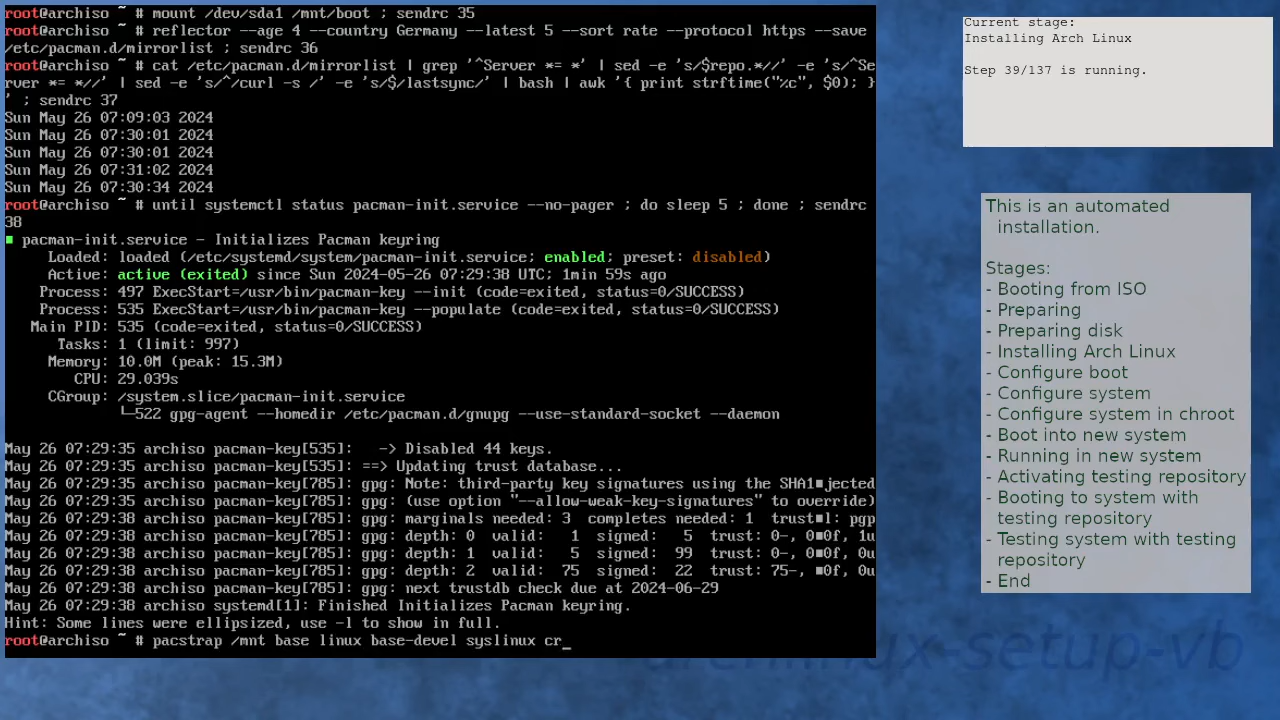 root@archiso ~ # mount /dev/sda1 /mnt/boot ; sendrc 35
root@archiso ~ # reflector --age 4 --country Germany --latest 5 --sort rate --protocol https --save
/etc/pacman.d/mirrorlist ; sendrc 36
root@archiso ~ # cat /etc/pacman.d/mirrorlist | grep '^Server *= *' | sed -e 's/$repo.*//' -e 's/^Se
rver *= *//' | sed -e 's/^/curl -s /' -e 's/$/lastsync/' | bash | awk '{ print strftime("%c", $0); }
' ; sendrc 37
Sun May 26 07:09:03 2024
Sun May 26 07:30:01 2024
Sun May 26 07:30:01 2024
Sun May 26 07:31:02 2024
Sun May 26 07:30:34 2024
root@archiso ~ # until systemctl status pacman-init.service --no-pager ; do sleep 5 ; done ; sendrc
38
■ pacman-init.service - Initializes Pacman keyring
Loaded: loaded (/etc/systemd/system/pacman-init.service; enabled; preset: disabled)
Active: active (exited) since Sun 2024-05-26 07:29:38 UTC; 1min 59s ago
Process: 497 ExecStart=/usr/bin/pacman-key --init (code=exited, status=0/SUCCESS)
Process: 535 ExecStart=/usr/bin/pacman-key --populate (code=exited, status=0/SUCCESS)
Main PID: 535 (code=exited, status=0/SUCCESS)
Tasks: 1 (limit: 997)
Memory: 10.0M (peak: 15.3M)
CPU: 29.039s
CGroup: /system.slice/pacman-init.service
└─522 gpg-agent --homedir /etc/pacman.d/gnupg --use-standard-socket --daemon
May 26 07:29:35 archiso pacman-key[535]:   -> Disabled 44 keys.
May 26 07:29:35 archiso pacman-key[535]: ==> Updating trust database...
May 26 07:29:35 archiso pacman-key[785]: gpg: Note: third-party key signatures using the SHA1■jected
May 26 07:29:35 archiso pacman-key[785]: gpg: (use option "--allow-weak-key-signatures" to override)
May 26 07:29:38 archiso pacman-key[785]: gpg: marginals needed: 3  completes needed: 1  trust■l: pgp
May 26 07:29:38 archiso pacman-key[785]: gpg: depth: 0  valid:   1  signed:   5  trust: 0-, 0■0f, 1u
May 26 07:29:38 archiso pacman-key[785]: gpg: depth: 1  valid:   5  signed:  99  trust: 0-, 0■0f, 0u
May 26 07:29:38 archiso pacman-key[785]: gpg: depth: 2  valid:  75  signed:  22  trust: 75-, ■0f, 0u
May 26 07:29:38 archiso pacman-key[785]: gpg: next trustdb check due at 2024-06-29
May 26 07:29:38 archiso systemd[1]: Finished Initializes Pacman keyring.
Hint: Some lines were ellipsized, use -l to show in full.
root@archiso ~ # pacstrap /mnt base linux base-devel syslinux cr_
Current stage:
Installing Arch Linux
Step 39/137 is running.
This is an automated
installation.
Stages:
- Booting from ISO
- Preparing
- Preparing disk
- Installing Arch Linux
- Configure boot
- Configure system
- Configure system in chroot
- Boot into new system
- Running in new system
- Activating testing repository
- Booting to system with
testing repository
- Testing system with testing
repository
- End
-setup-vb